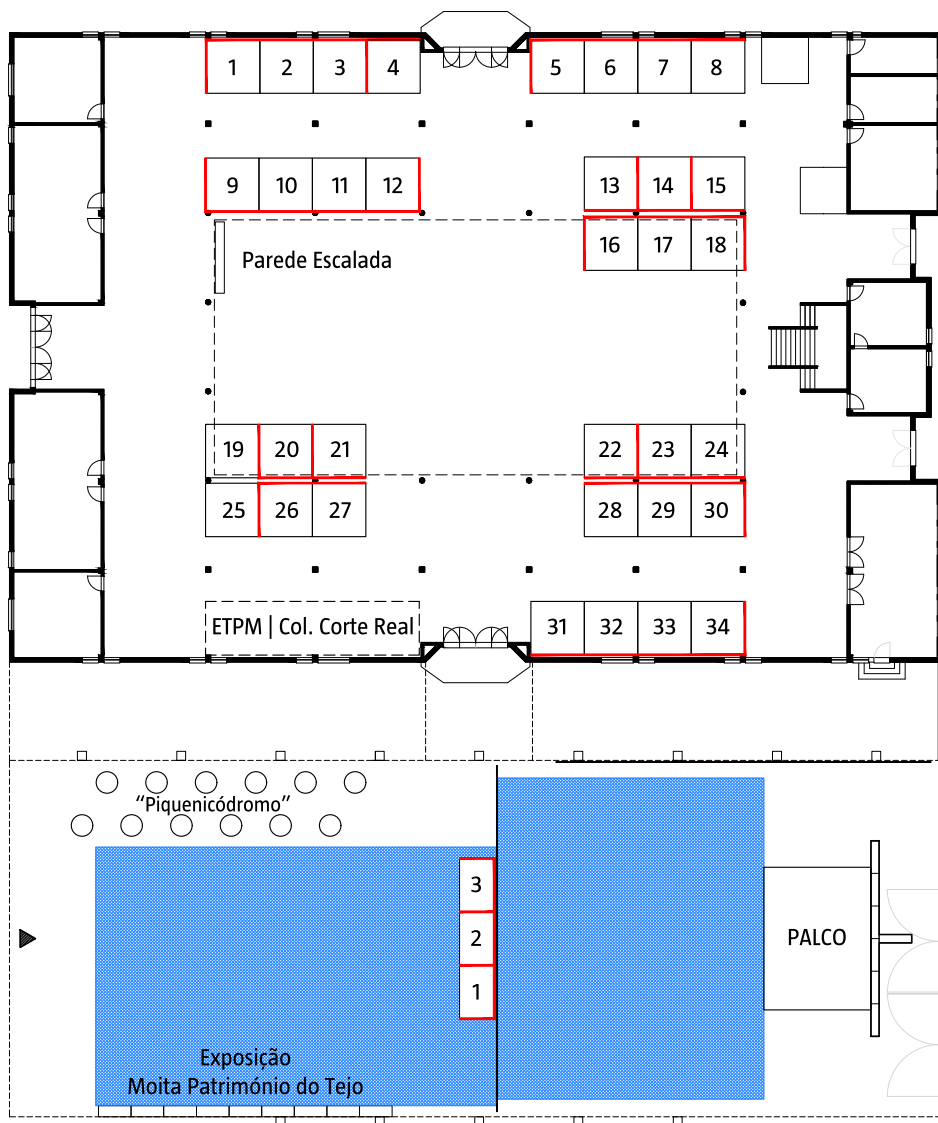 1 2 3 4 5 6 7 8
9 10 11 12 13 14 15
16 17 18
Parede Escalada
19 20 21 22 23 24
25 26 27 28 29 30
ETPM | Col. Corte Real 31 32 33 34
“Piquenicódromo”
3
2
PALCO
1
Exposição
Moita Património do Tejo